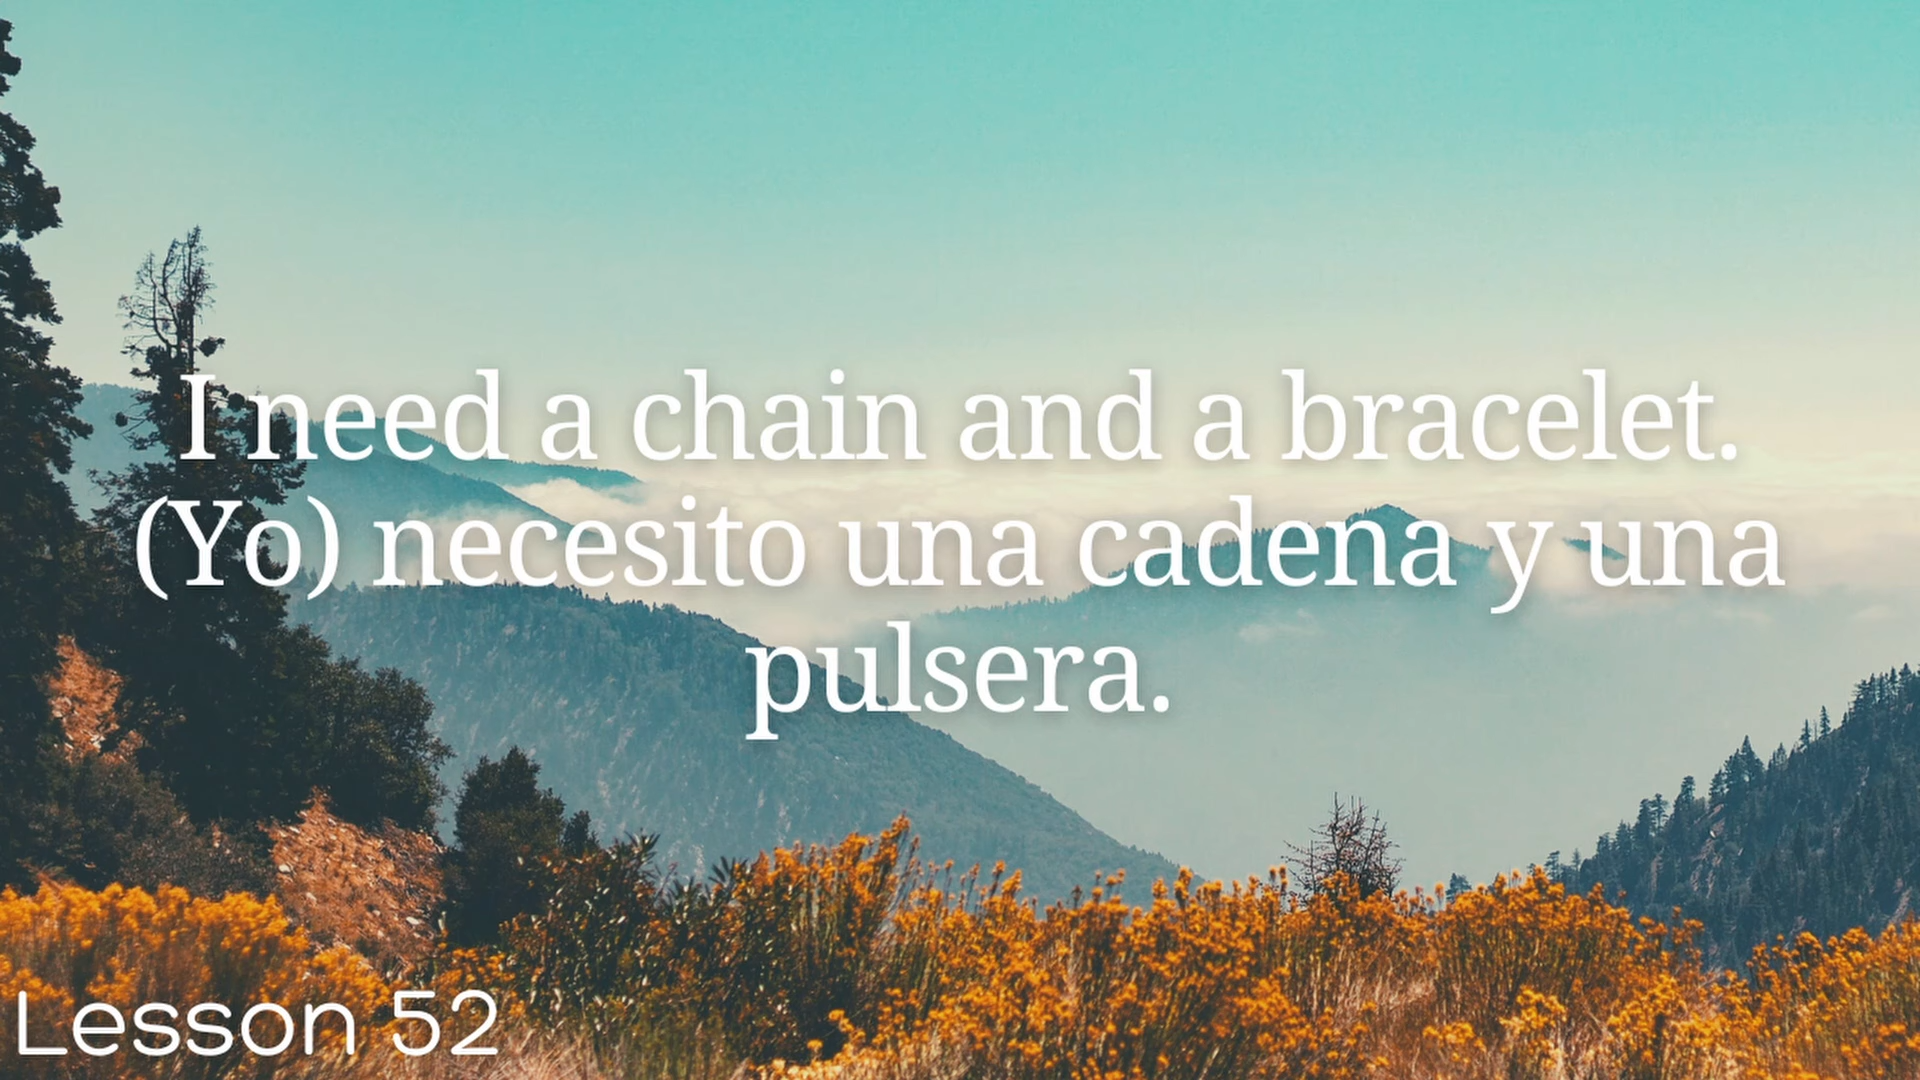 I need a chain and a bracelet.
(Yo) necesito una cadena y una
pulsera.
Lesson 52